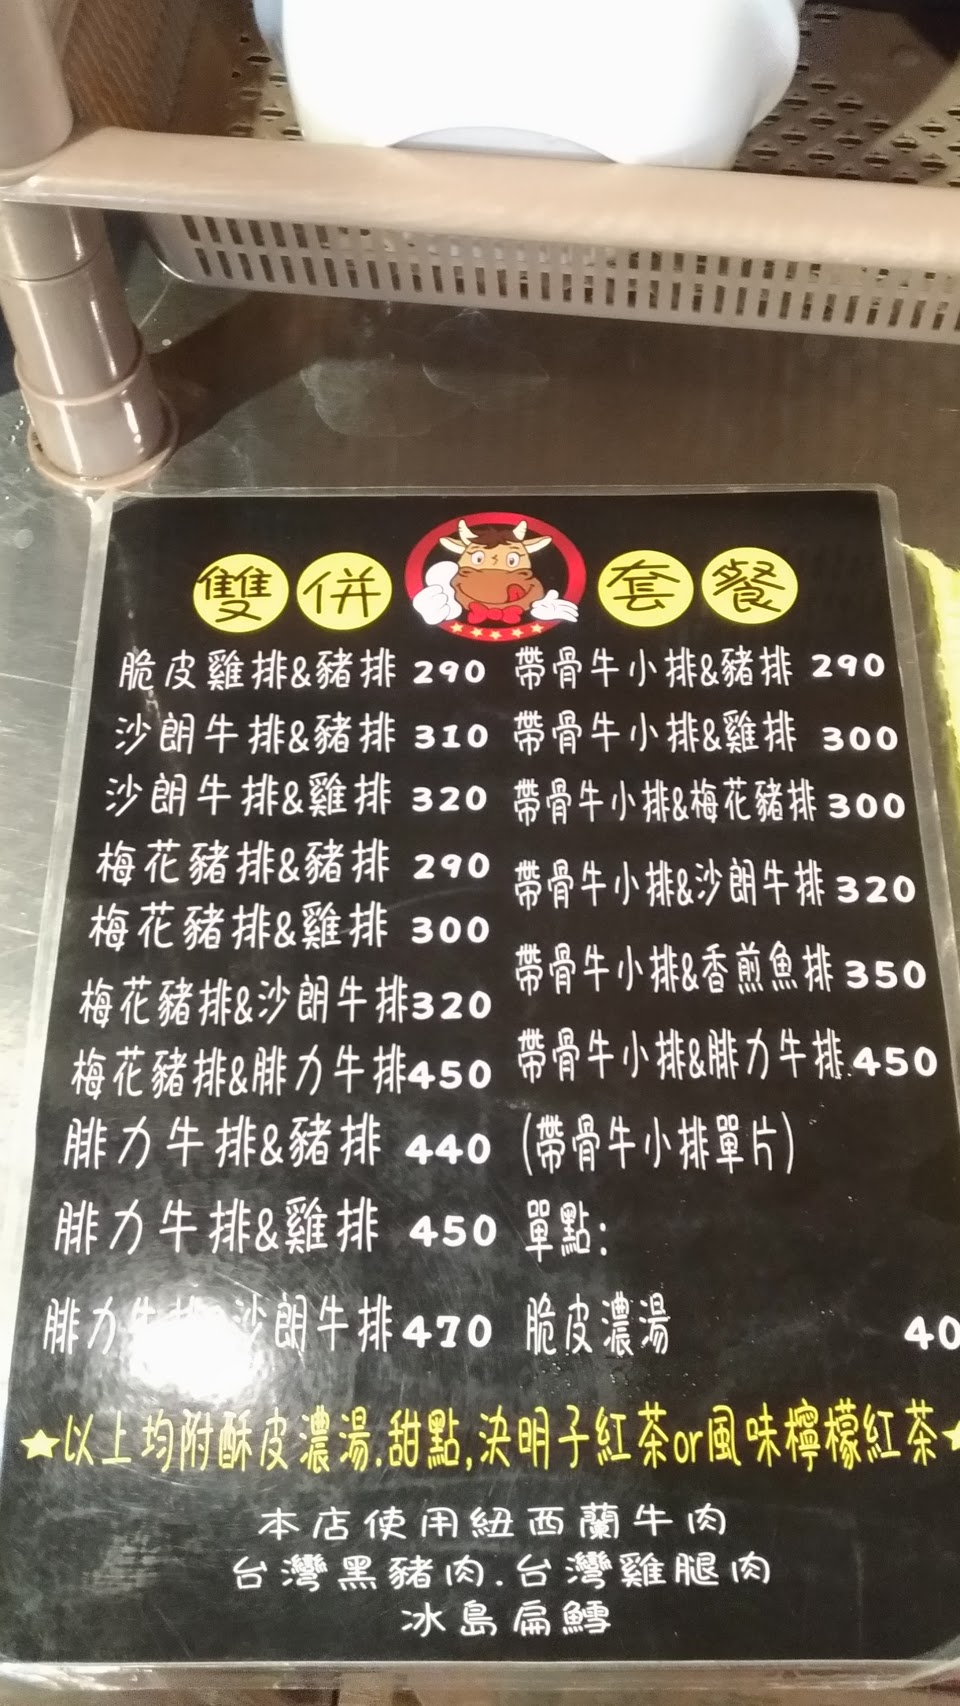 雙併套餐
脆皮雞排&豬排 290
沙朗牛排&豬排 310
沙朗牛排&雞排 320
梅花豬排&豬排 290
梅花豬排&雞排 300
梅花豬排&沙朗牛排320
梅花豬排&腓力牛排450
腓力牛排&豬排 440
腓力牛排&雞排 450
腓力牛排&沙朗牛排470
帶骨牛小排&豬排 290
帶骨牛小排&雞排 300
帶骨牛小排&梅花豬排300
帶骨牛小排&沙朗牛排320
帶骨牛小排&香煎魚排350
帶骨牛小排&腓力牛排.450
(帶骨牛小排單片)
單點:
脆皮濃湯 40
★以上均附酥皮濃湯.甜點,決明子紅茶or風味檸檬紅茶★
本店使用紐西蘭牛肉
台灣黑豬肉.台灣雞腿肉
冰島扁鱈